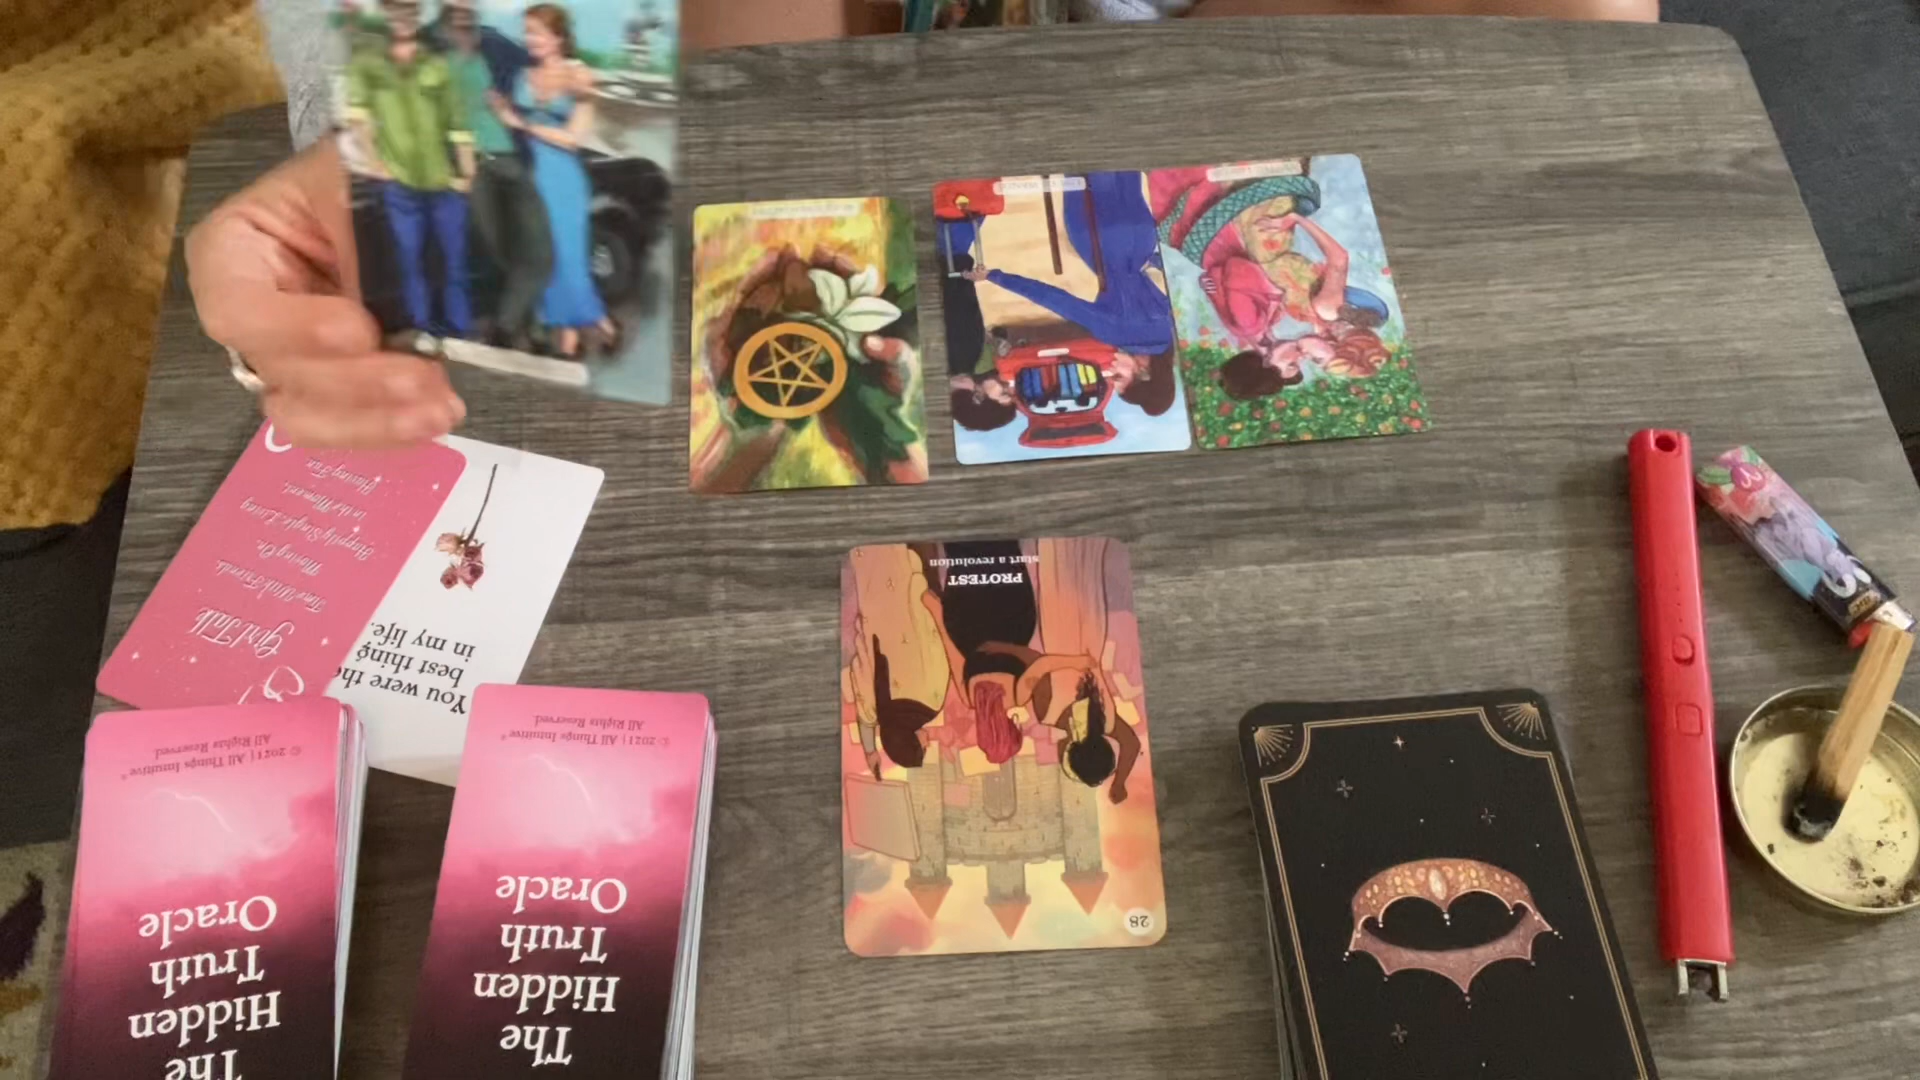 PROTEST
start a revolution
28
Girl Talk
Time With Friends.
Moving On.
Happily Single. Living
in the Moment.
Having Fun.
You were the
best thing
in my life.
© 2021 | All Things Intuitive®
All Rights Reserved.
The
Hidden
Truth
Oracle
© 2021 | All Things Intuitive®
All Rights Reserved.
The
Hidden
Truth
Oracle